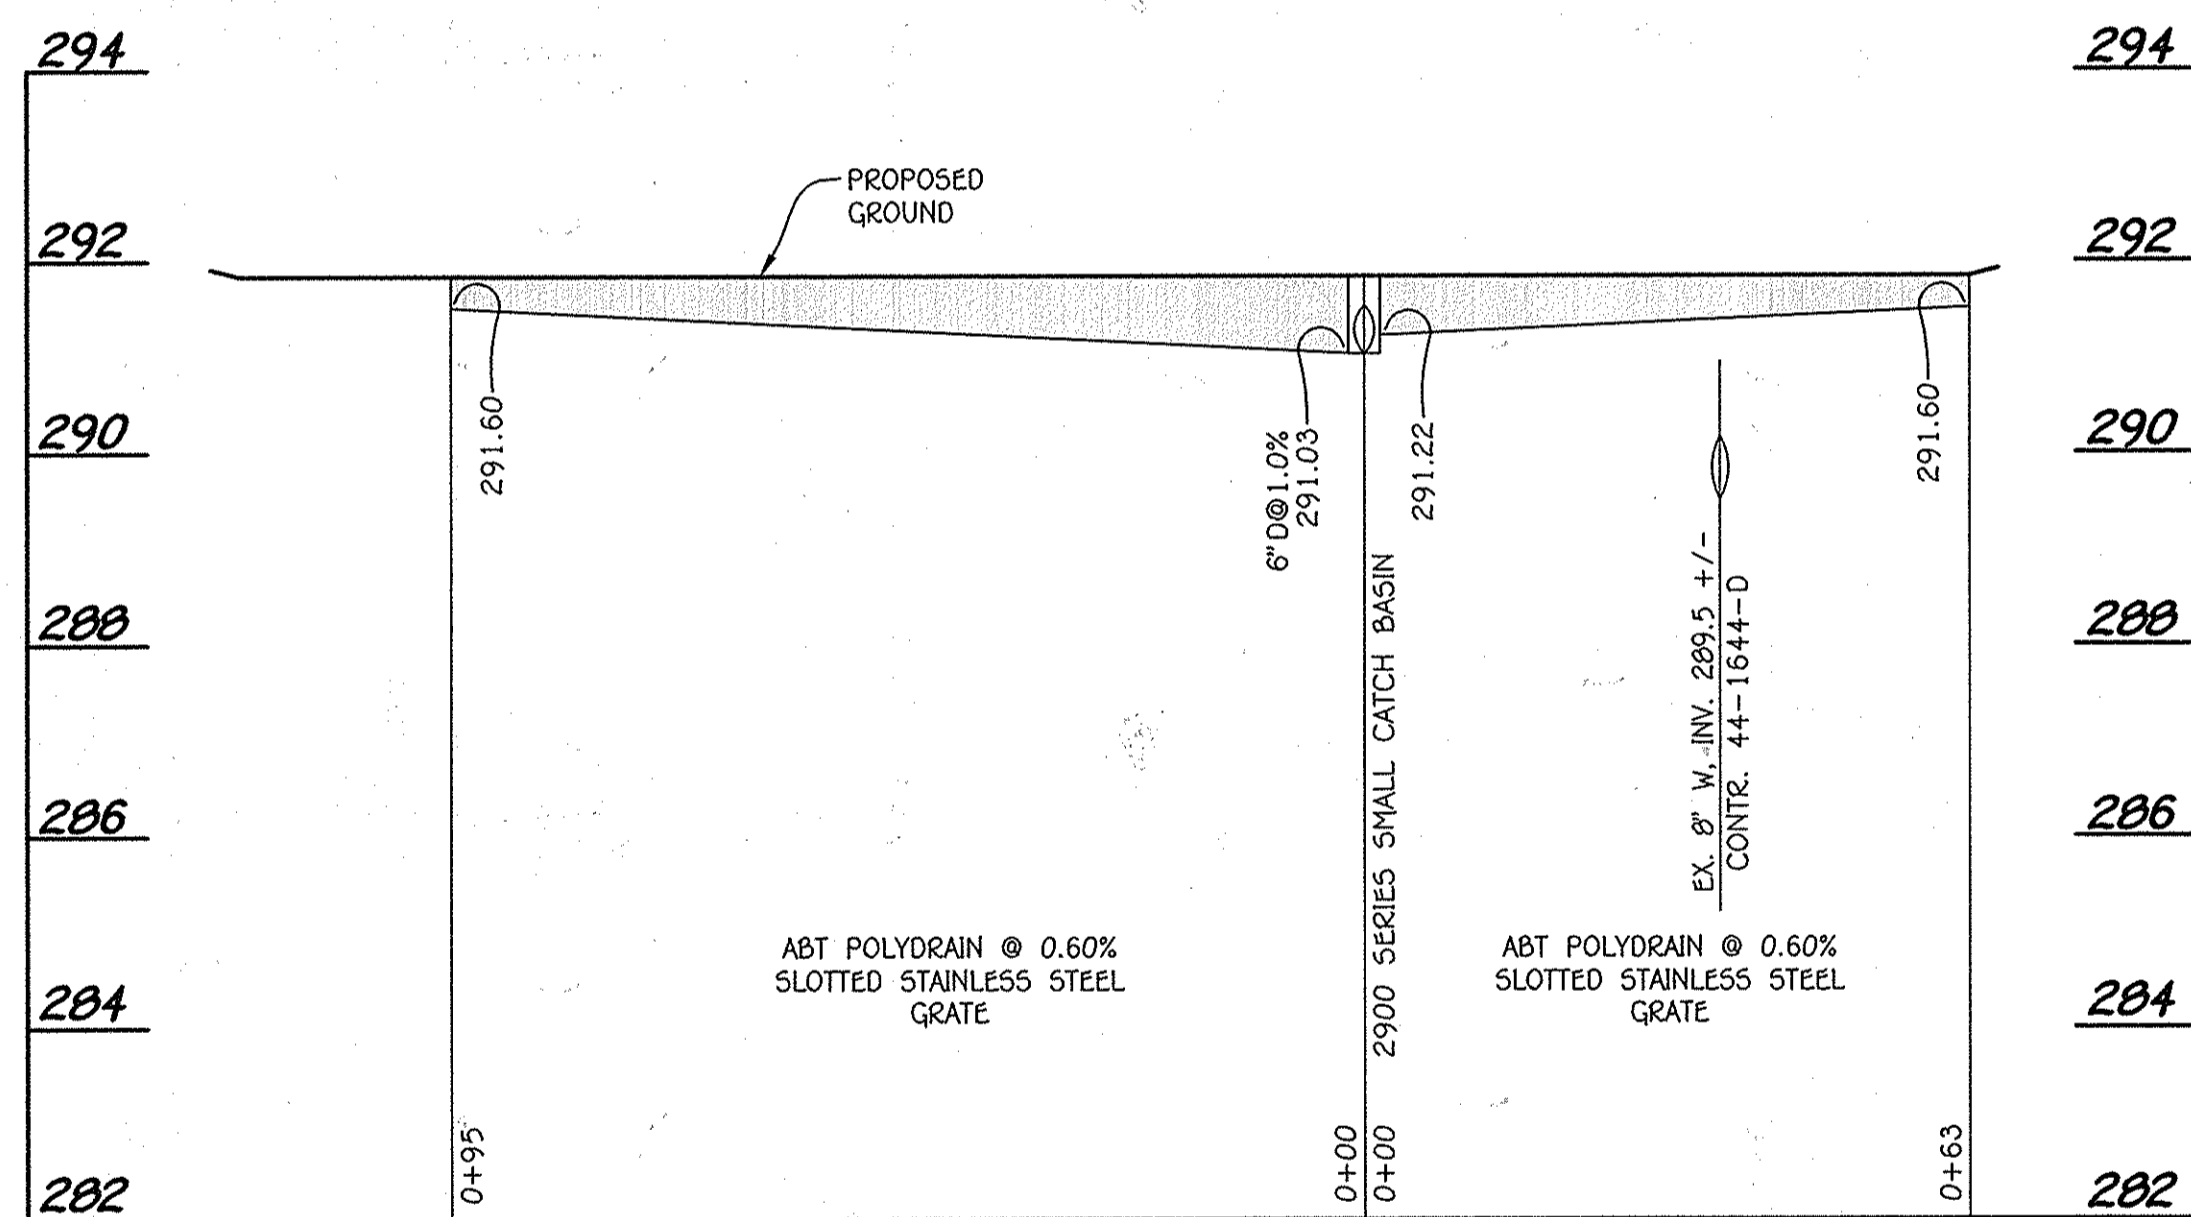 294
294
PROPOSED
GROUND
292
292
290
290
291.60
6"D@1.0%
291.03
291.22
291.60
288
288
2900 SERIES SMALL CATCH BASIN
EX. 8" W, INV. 289.5 +/-
CONTR. 44-1644-D
286
286
ABT POLYDRAIN @ 0.60%
SLOTTED STAINLESS STEEL
GRATE
ABT POLYDRAIN @ 0.60%
SLOTTED STAINLESS STEEL
GRATE
284
284
0+95
0+00
0+00
0+63
282
282